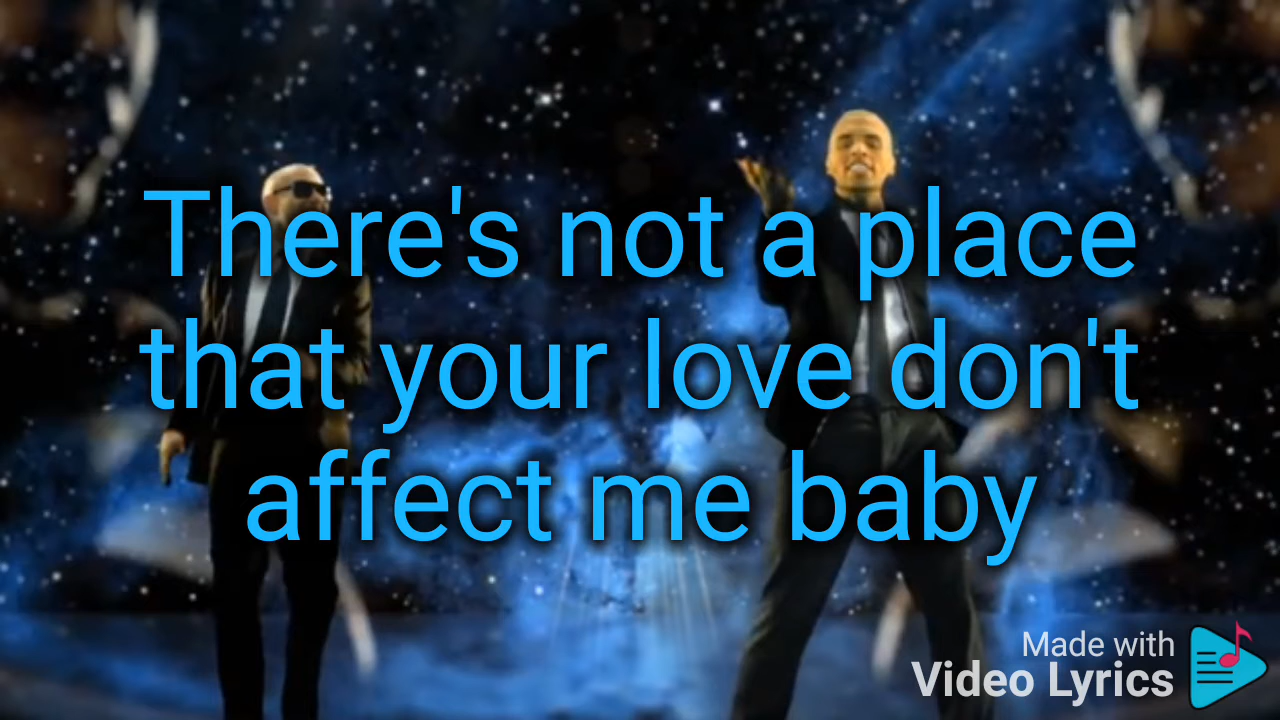 There's not a place
that your love don't
affect me baby
Made with
Video Lyrics